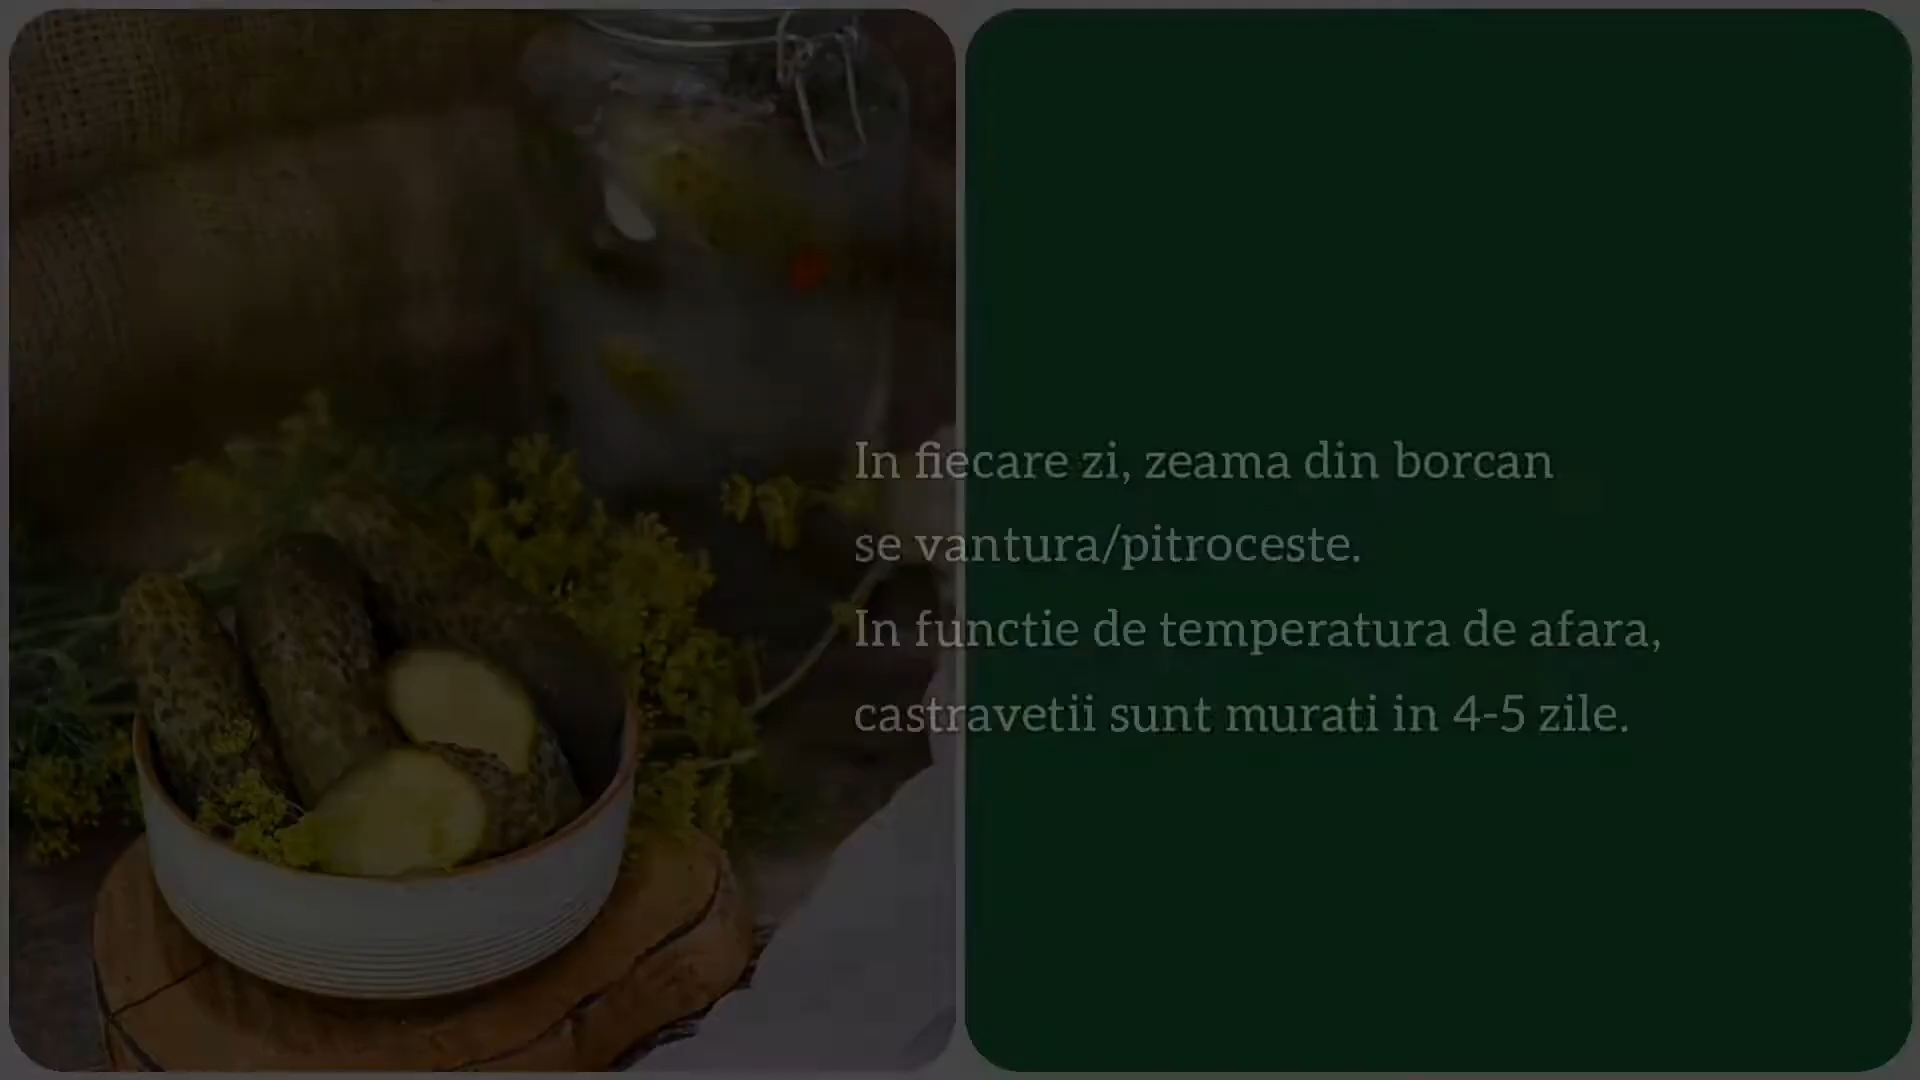 In fiecare zi, zeama din borcan
se vantura/pitroceste.
In functie de temperatura de afara,
castravetii sunt murati in 4-5 zile.